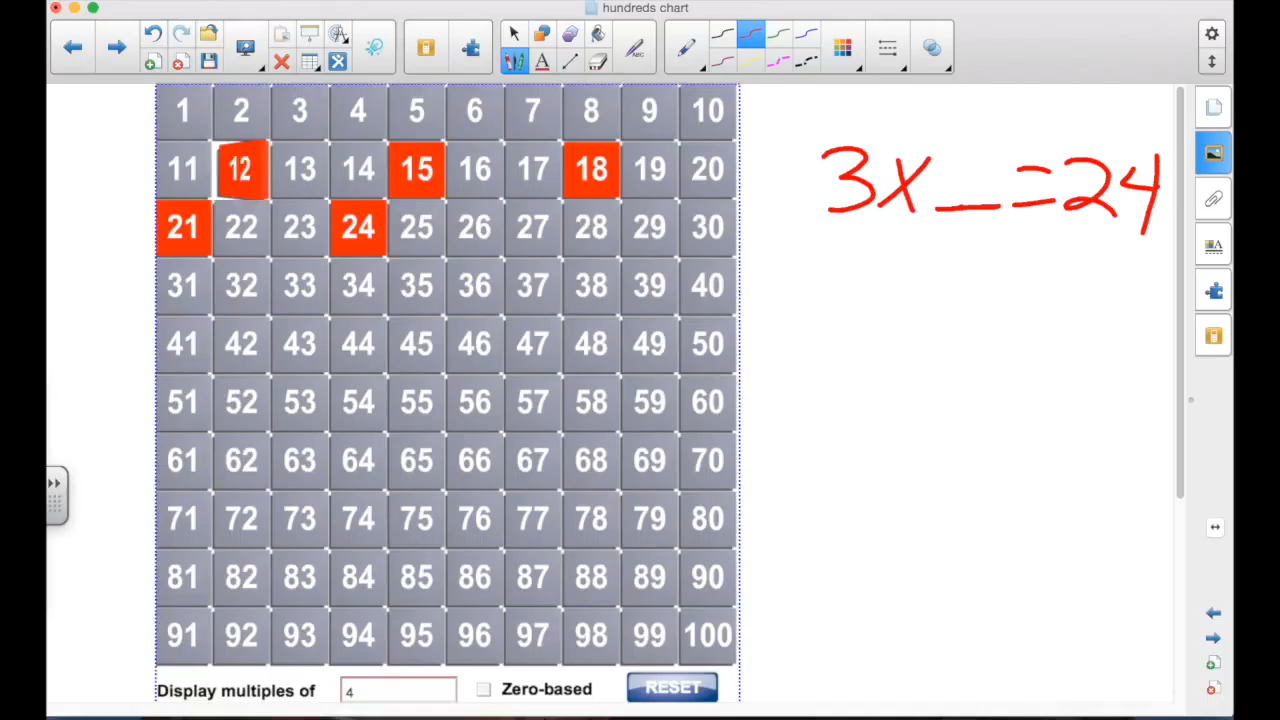 hundreds chart
ABC
A
1 2 3 4 5 6 7 8 9 10
11 12 13 14 15 16 17 18 19 20
21 22 23 24 25 26 27 28 29 30
31 32 33 34 35 36 37 38 39 40
41 42 43 44 45 46 47 48 49 50
51 52 53 54 55 56 57 58 59 60
61 62 63 64 65 66 67 68 69 70
71 72 73 74 75 76 77 78 79 80
81 82 83 84 85 86 87 88 89 90
91 92 93 94 95 96 97 98 99 100
Display multiples of 4 Zero-based RESET
3x__=24